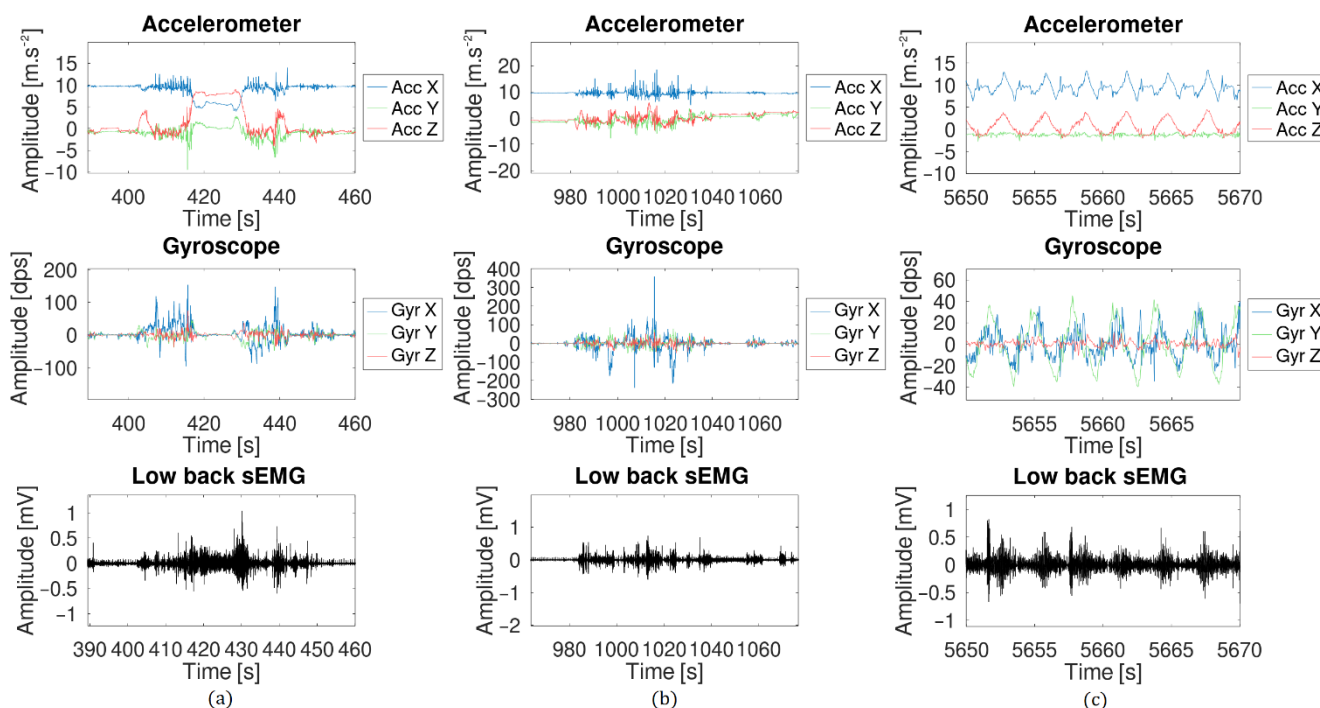 Accelerometer
Amplitude [m.s⁻²]
15
10
5
0
−5
−10
400 420 440 460
Time [s]
Acc X
Acc Y
Acc Z
Gyroscope
Amplitude [dps]
200
100
0
−100
400 420 440 460
Time [s]
Gyr X
Gyr Y
Gyr Z
Low back sEMG
Amplitude [mV]
1
0.5
0
−0.5
−1
390 400 410 420 430 440 450 460
Time [s]
(a)
Accelerometer
Amplitude [m.s⁻²]
20
10
0
−10
−20
980 1000 1020 1040 1060
Time [s]
Acc X
Acc Y
Acc Z
Gyroscope
Amplitude [dps]
400
300
200
100
0
−100
−200
−300
980 1000 1020 1040 1060
Time [s]
Gyr X
Gyr Y
Gyr Z
Low back sEMG
Amplitude [mV]
1
0
−1
−2
980 1000 1020 1040 1060
Time [s]
(b)
Accelerometer
Amplitude [m.s⁻²]
15
10
5
0
−5
−10
5650 5655 5660 5665 5670
Time [s]
Acc X
Acc Y
Acc Z
Gyroscope
Amplitude [dps]
60
40
20
0
−20
−40
5655 5660 5665
Time [s]
Gyr X
Gyr Y
Gyr Z
Low back sEMG
Amplitude [mV]
1
0.5
0
−0.5
−1
5650 5655 5660 5665 5670
Time [s]
(c)